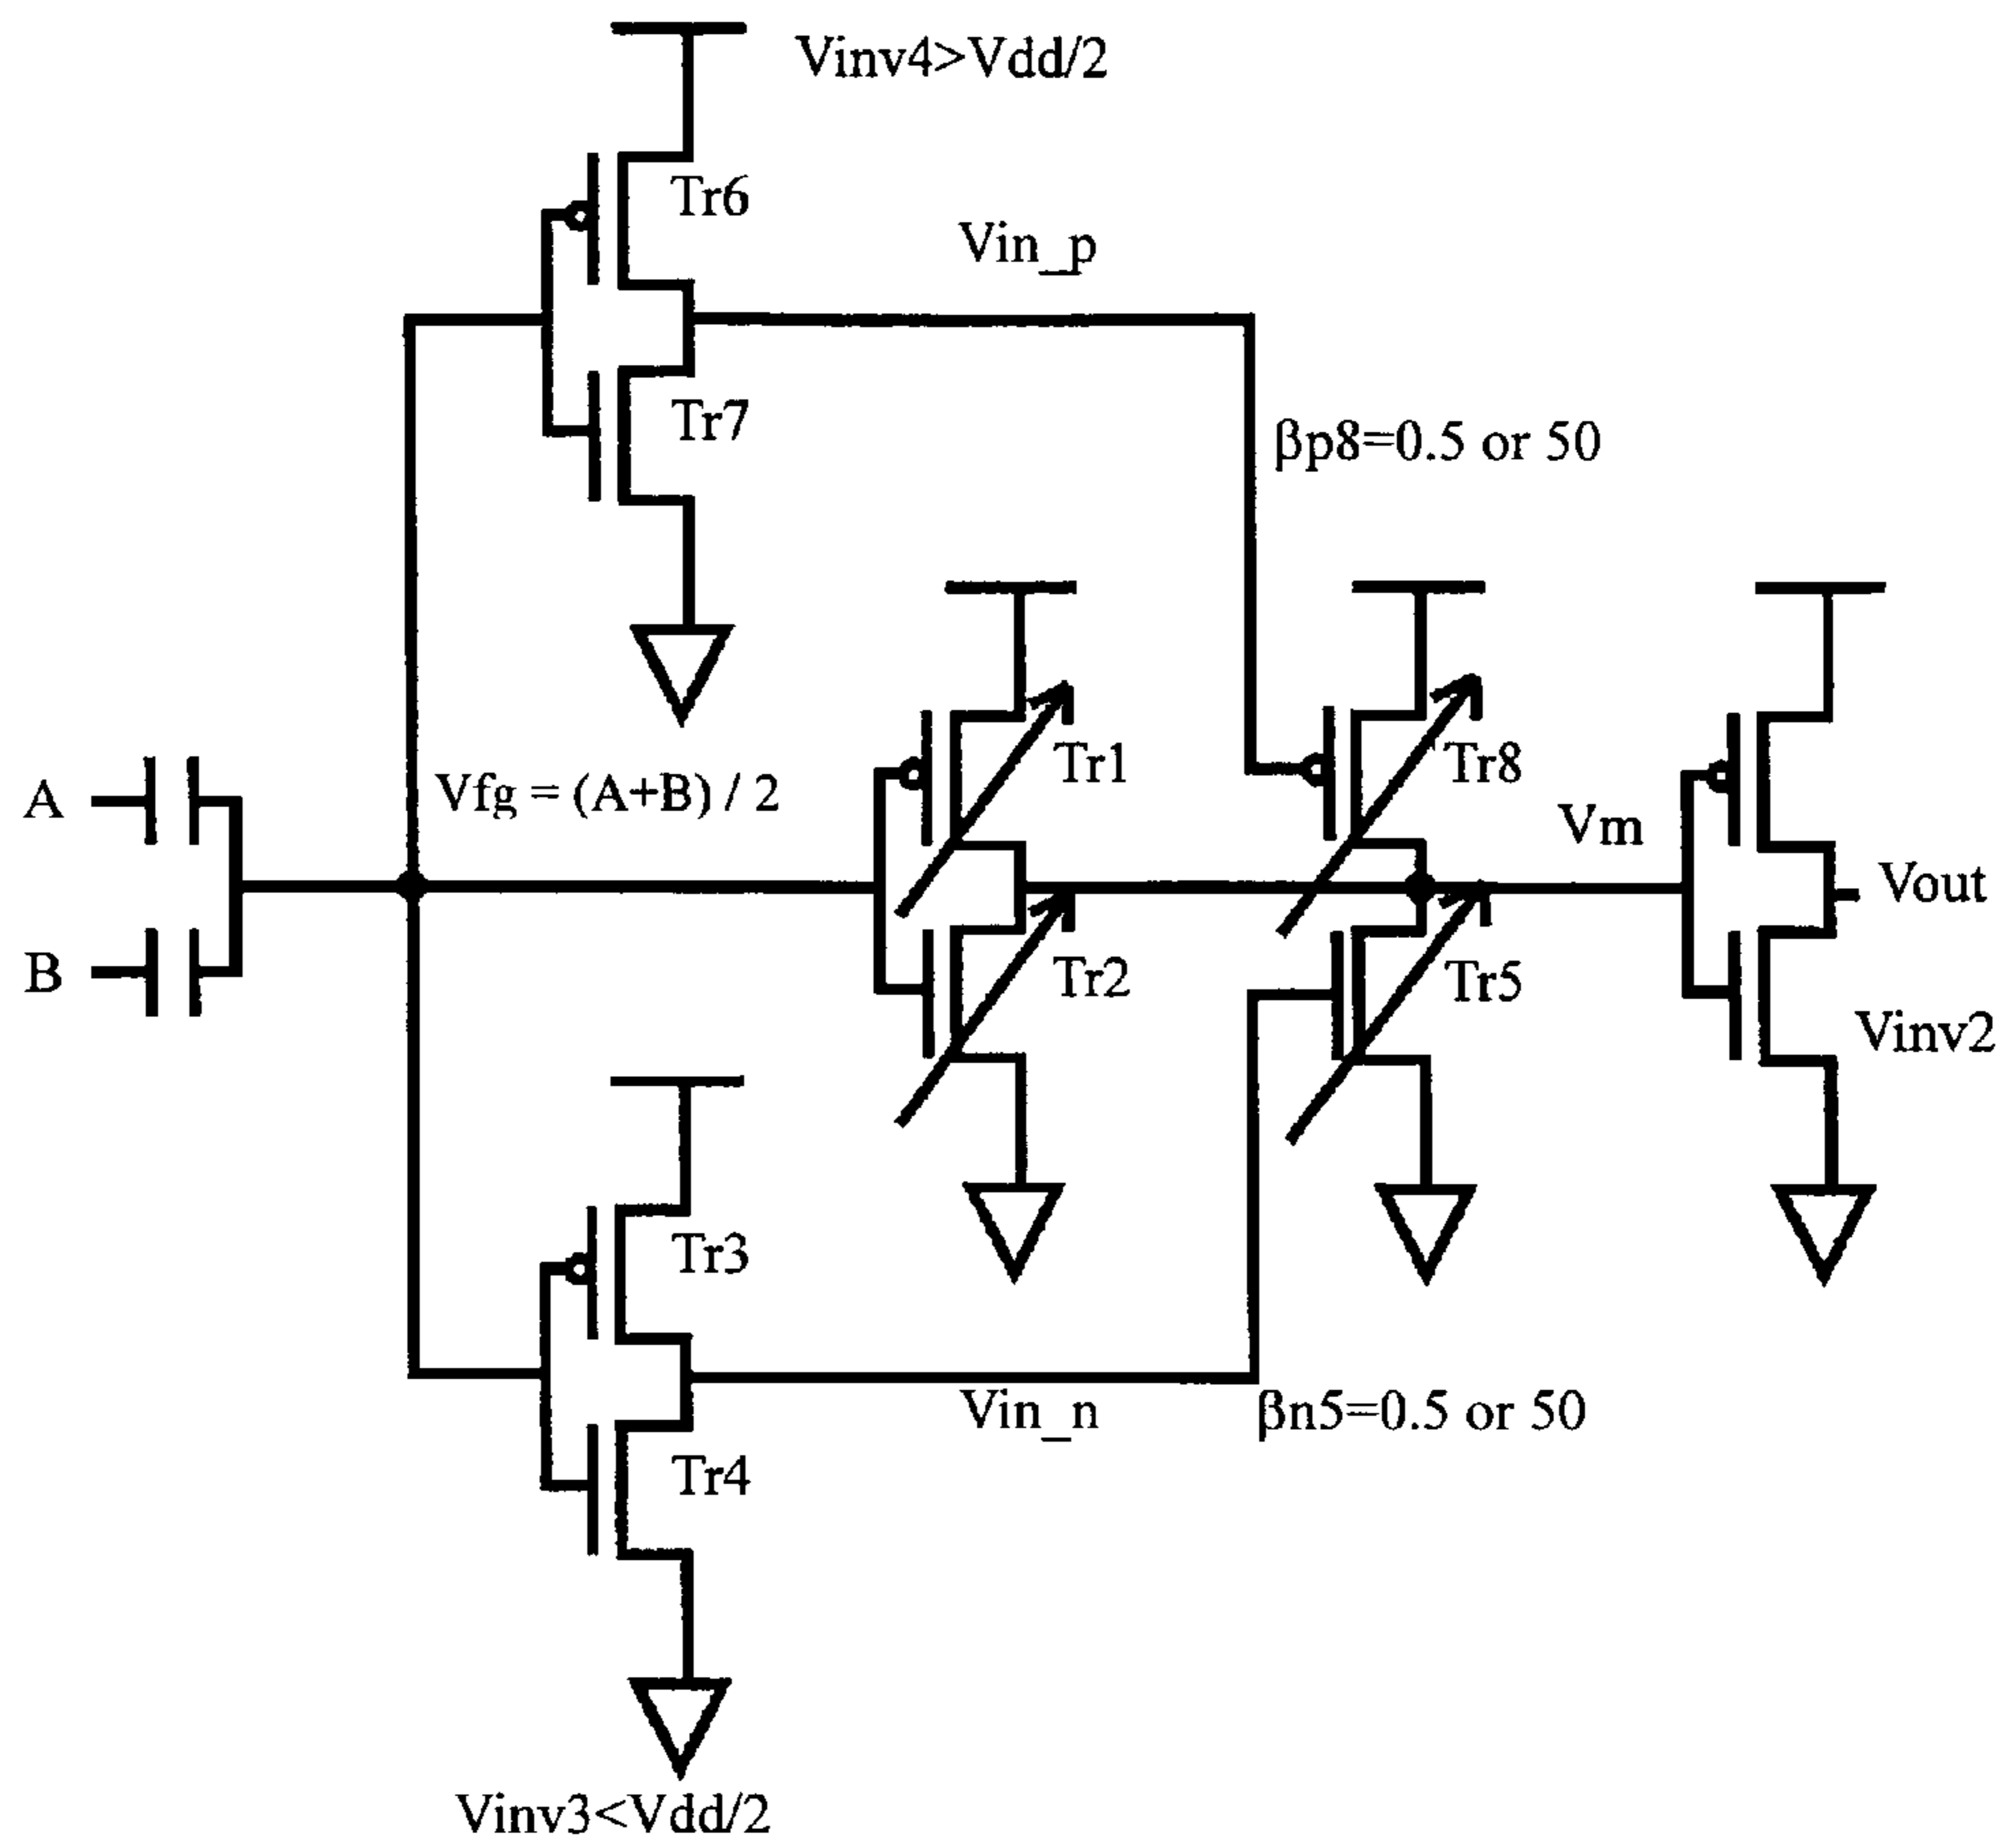 Vinv4>Vdd/2
Tr6
Vin_p
Tr7
βp8=0.5 or 50
Tr1
Tr8
A
Vfg = (A+B) / 2
Vm
Vout
B
Tr2
Tr5
Vinv2
Tr3
Vin_n
βn5=0.5 or 50
Tr4
Vinv3<Vdd/2